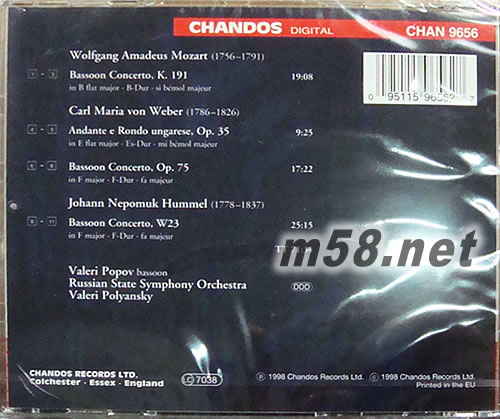 CHANDOS DIGITAL CHAN 9656
Wolfgang Amadeus Mozart (1756–1791)
1 - 3 Bassoon Concerto, K. 191 19:08
in B flat major · B-Dur · si bémol majeur
Carl Maria von Weber (1786–1826)
4 - 5 Andante e Rondo ungarese, Op. 35 9:25
in E flat major · Es-Dur · mi bémol majeur
6 - 8 Bassoon Concerto, Op. 75 17:22
in F major · F-Dur · fa majeur
Johann Nepomuk Hummel (1778–1837)
9 - 11 Bassoon Concerto, W23 25:15
in F major · F-Dur · fa majeur
m58.net
Valeri Popov bassoon
Russian State Symphony Orchestra
Valeri Polyansky
DDD
0 95115
CHANDOS RECORDS LTD.
Colchester · Essex · England
LC 7038
℗ 1998 Chandos Records Ltd. © 1998 Chandos Records Ltd.
Printed in the EU